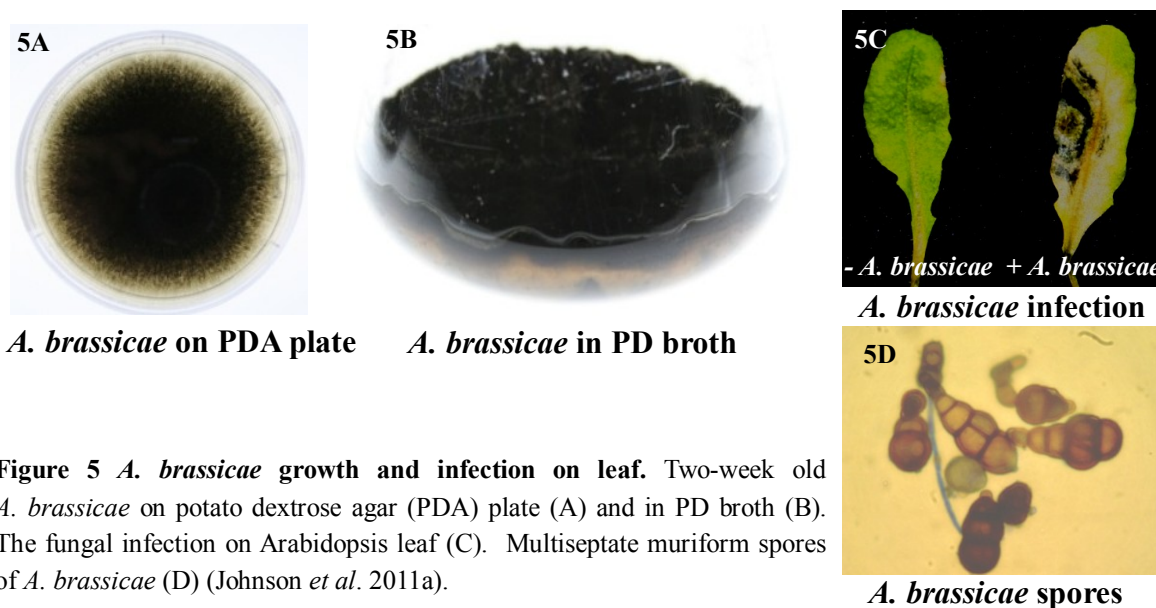 5A
5B
5C
- A. brassicae + A. brassicae
A. brassicae on PDA plate
A. brassicae in PD broth
A. brassicae infection
5D
Figure 5 A. brassicae growth and infection on leaf. Two-week old
A. brassicae on potato dextrose agar (PDA) plate (A) and in PD broth (B).
The fungal infection on Arabidopsis leaf (C). Multiseptate muriform spores
of A. brassicae (D) (Johnson et al. 2011a).
A. brassicae spores